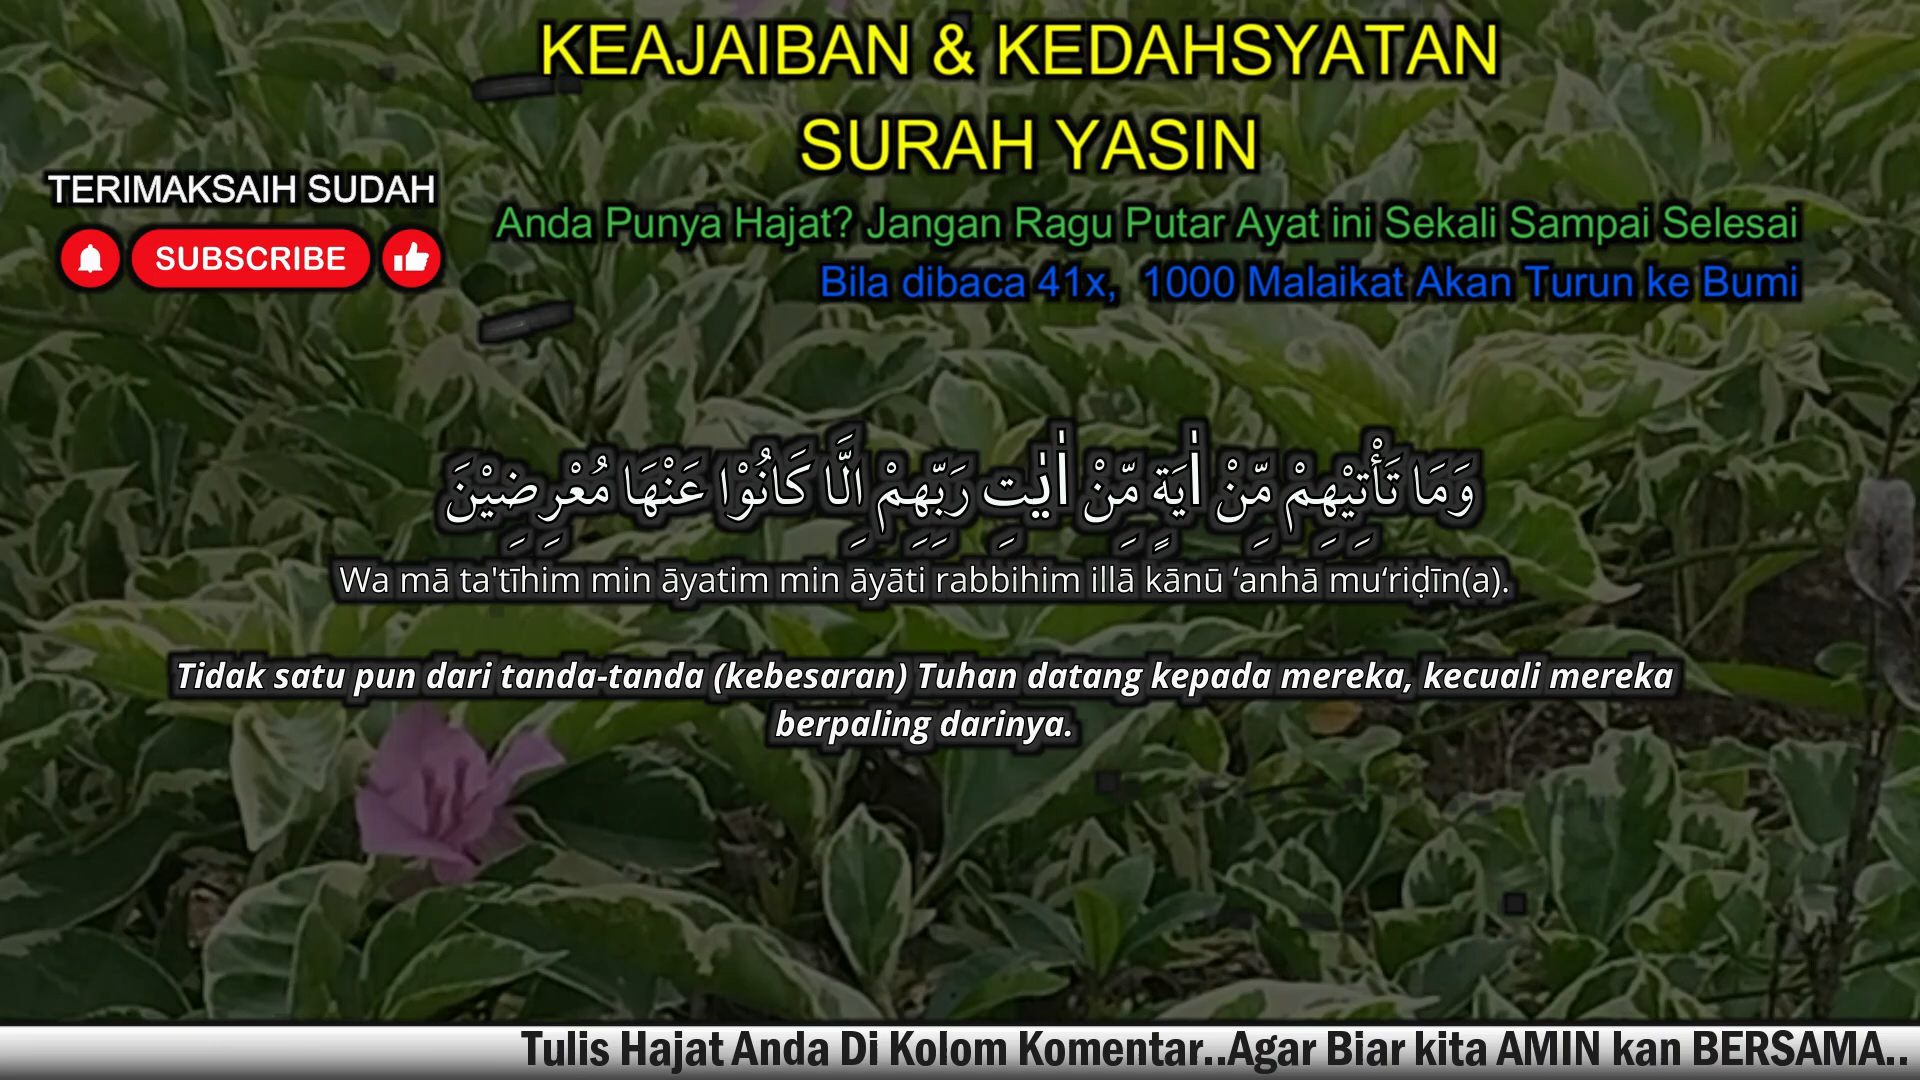 KEAJAIBAN & KEDAHSYATAN
SURAH YASIN
TERIMAKSAIH SUDAH
SUBSCRIBE
Anda Punya Hajat? Jangan Ragu Putar Ayat ini Sekali Sampai Selesai
Bila dibaca 41x, 1000 Malaikat Akan Turun ke Bumi
وَمَا تَأْتِيْهِمْ مِّنْ اٰيَةٍ مِّنْ اٰيٰتِ رَبِّهِمْ اِلَّا كَانُوْا عَنْهَا مُعْرِضِيْنَ
Wa mā ta'tīhim min āyatim min āyāti rabbihim illā kānū ‘anhā mu‘riḍīn(a).
Tidak satu pun dari tanda-tanda (kebesaran) Tuhan datang kepada mereka, kecuali mereka
berpaling darinya.
Tulis Hajat Anda Di Kolom Komentar..Agar Biar kita AMIN kan BERSAMA..